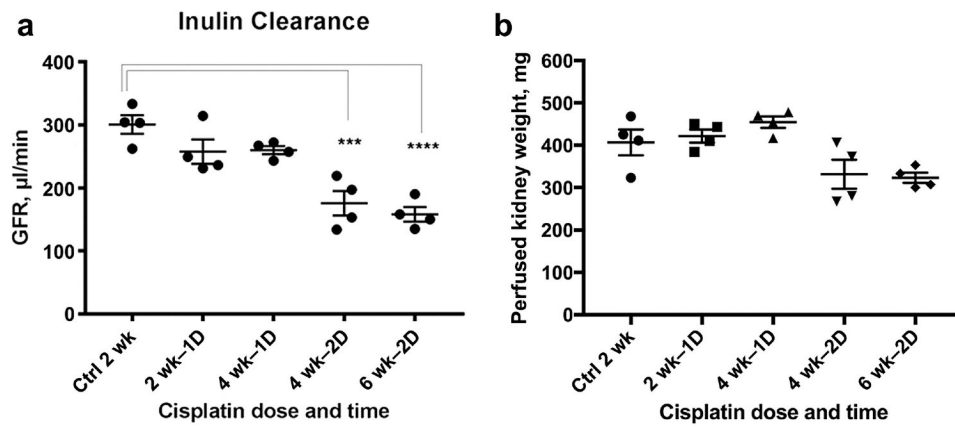 a
Inulin Clearance
400
300
200
100
0
GFR, µl/min
***
****
Ctrl 2 wk
2 wk–1D
4 wk–1D
4 wk–2D
6 wk–2D
Cisplatin dose and time
b
600
500
400
300
200
100
0
Perfused kidney weight, mg
Ctrl 2 wk
2 wk–1D
4 wk–1D
4 wk–2D
6 wk–2D
Cisplatin dose and time